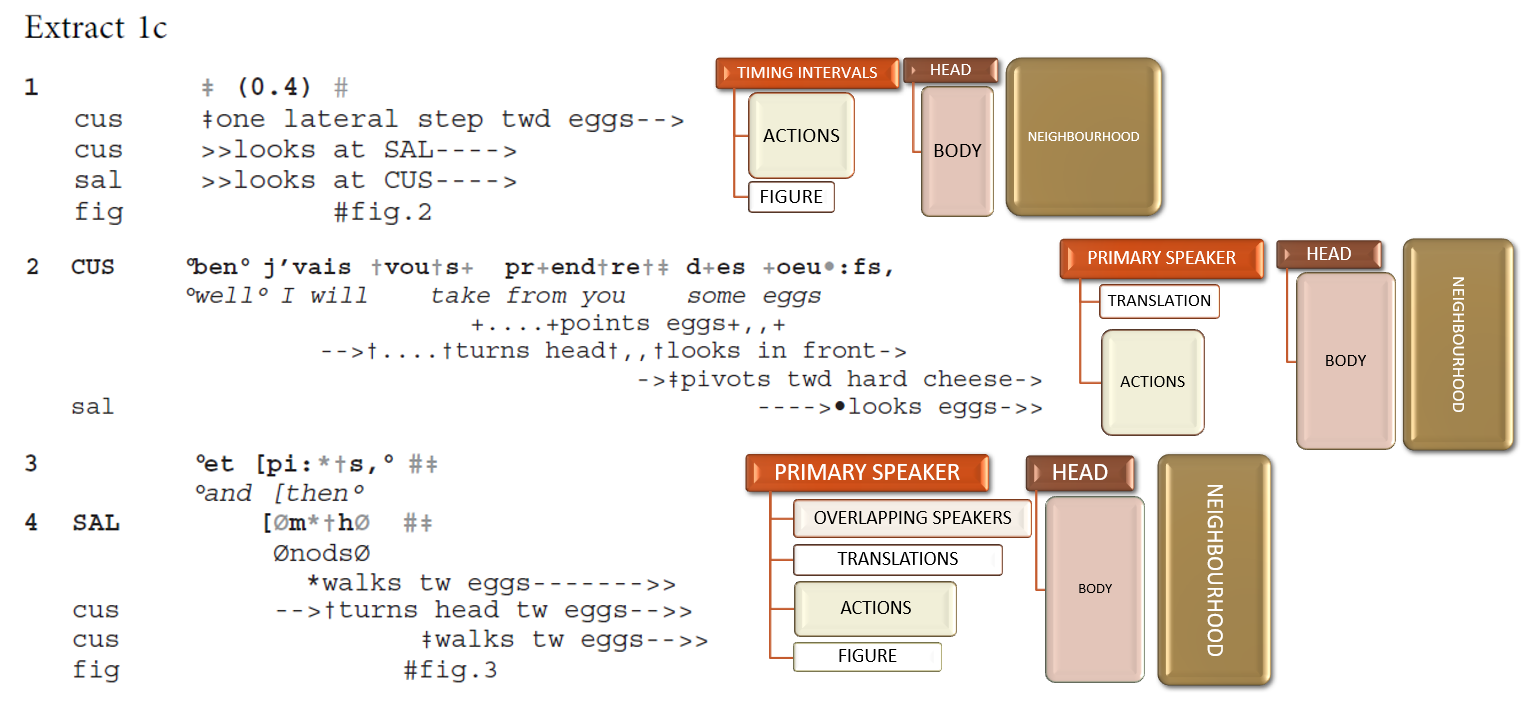 Extract 1c
1 ‡ (0.4) #
cus ‡one lateral step twd eggs-->
cus >>looks at SAL---->
sal >>looks at CUS---->
fig #fig.2
TIMING INTERVALS
ACTIONS
FIGURE
HEAD
BODY
NEIGHBOURHOOD
2 CUS °ben° j'vais †vou†s+ pr+end†re†‡ d+es +oeu•:fs,
°well° I will take from you some eggs
+....+points eggs+,,+
-->†....†turns head†,,†looks in front->
->‡pivots twd hard cheese->
sal ---->•looks eggs->>
PRIMARY SPEAKER
TRANSLATION
ACTIONS
HEAD
BODY
NEIGHBOURHOOD
3 °et [pi:*†s,° #‡
°and [then°
4 SAL [Øm*†hØ #‡
ØnodsØ
*walks tw eggs------->>
cus -->†turns head tw eggs-->>
cus ‡walks tw eggs-->>
fig #fig.3
PRIMARY SPEAKER
OVERLAPPING SPEAKERS
TRANSLATIONS
ACTIONS
FIGURE
HEAD
BODY
NEIGHBOURHOOD